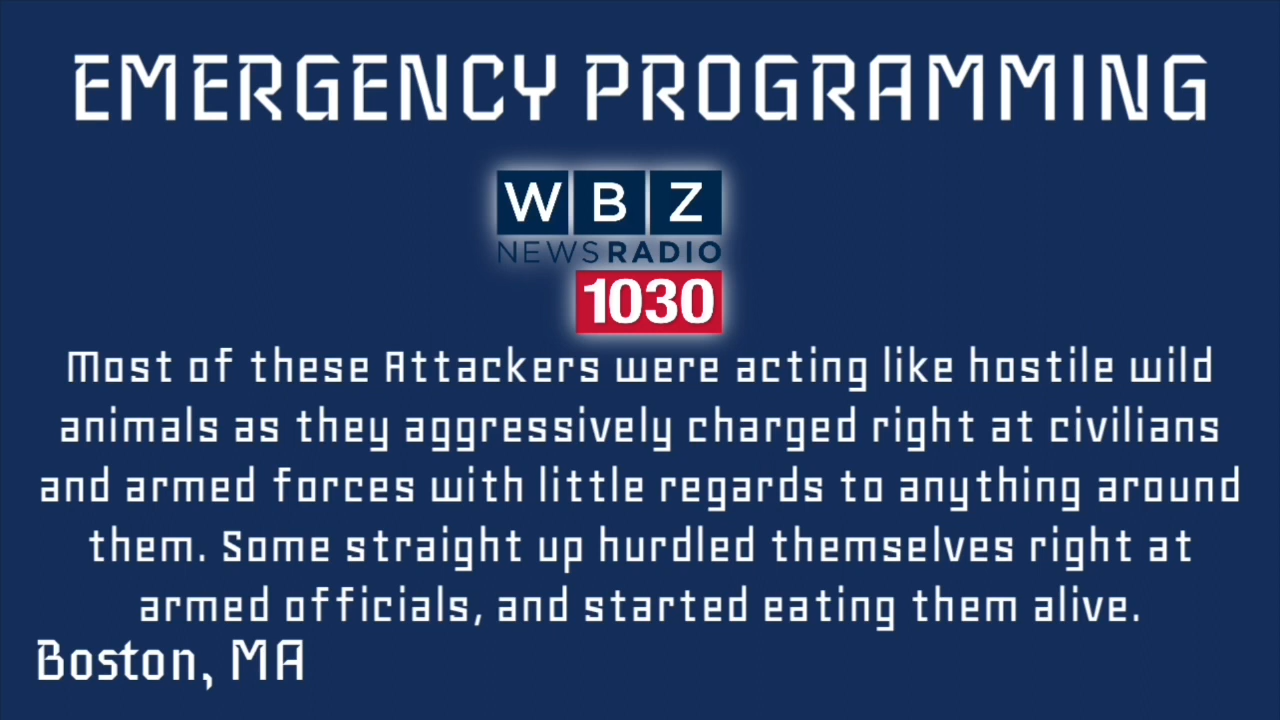 EMERGENCY PROGRAMMING
WBZ
NEWSRADIO
1030
Most of these Attackers were acting like hostile wild
animals as they aggressively charged right at civilians
and armed forces with little regards to anything around
them. Some straight up hurdled themselves right at
armed officials, and started eating them alive.
Boston, MA